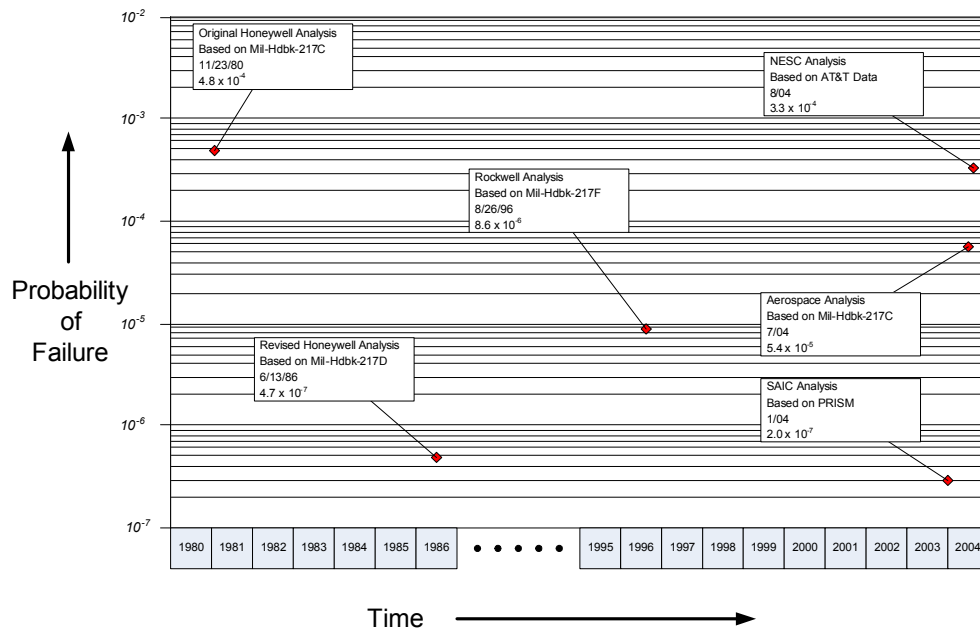 10-2
Original Honeywell Analysis
Based on Mil-Hdbk-217C
11/23/80
4.8 x 10-4
NESC Analysis
Based on AT&T Data
8/04
3.3 x 10-4
10-3
Rockwell Analysis
Based on Mil-Hdbk-217F
8/26/96
8.6 x 10-6
10-4
Probability
of
Failure
Aerospace Analysis
Based on Mil-Hdbk-217C
7/04
5.4 x 10-5
10-5
Revised Honeywell Analysis
Based on Mil-Hdbk-217D
6/13/86
4.7 x 10-7
SAIC Analysis
Based on PRISM
1/04
2.0 x 10-7
10-6
10-7
1980 1981 1982 1983 1984 1985 1986 • • • • • 1995 1996 1997 1998 1999 2000 2001 2002 2003 2004
Time